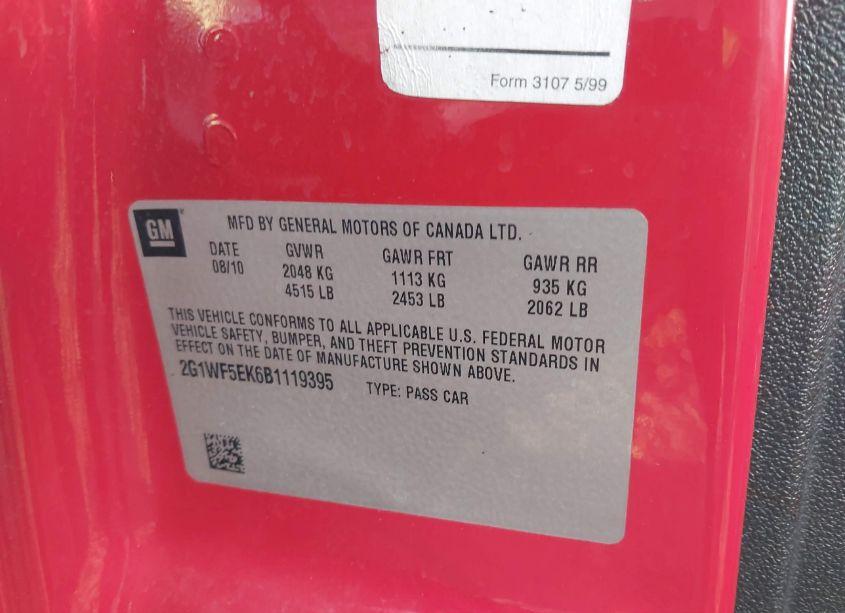 Form 3107 5/99
GM
MFD BY GENERAL MOTORS OF CANADA LTD.
DATE GVWR GAWR FRT GAWR RR
08/10 2048 KG 1113 KG 935 KG
4515 LB 2453 LB 2062 LB
THIS VEHICLE CONFORMS TO ALL APPLICABLE U.S. FEDERAL MOTOR
VEHICLE SAFETY, BUMPER, AND THEFT PREVENTION STANDARDS IN
EFFECT ON THE DATE OF MANUFACTURE SHOWN ABOVE.
2G1WF5EK6B1119395 TYPE: PASS CAR